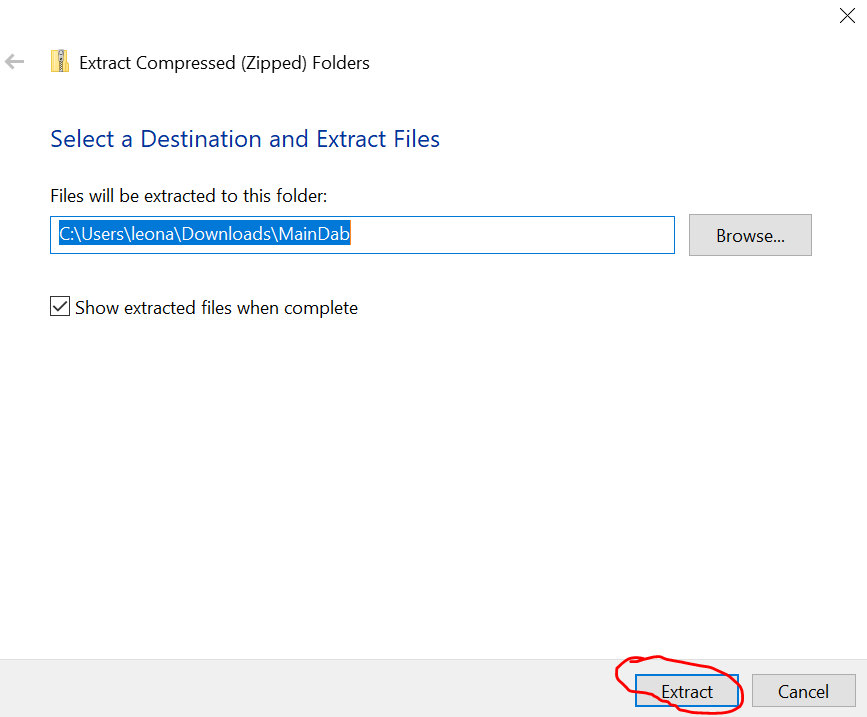 Extract Compressed (Zipped) Folders
Select a Destination and Extract Files
Files will be extracted to this folder:
C:\Users\leona\Downloads\MainDab
Browse...
Show extracted files when complete
Extract
Cancel